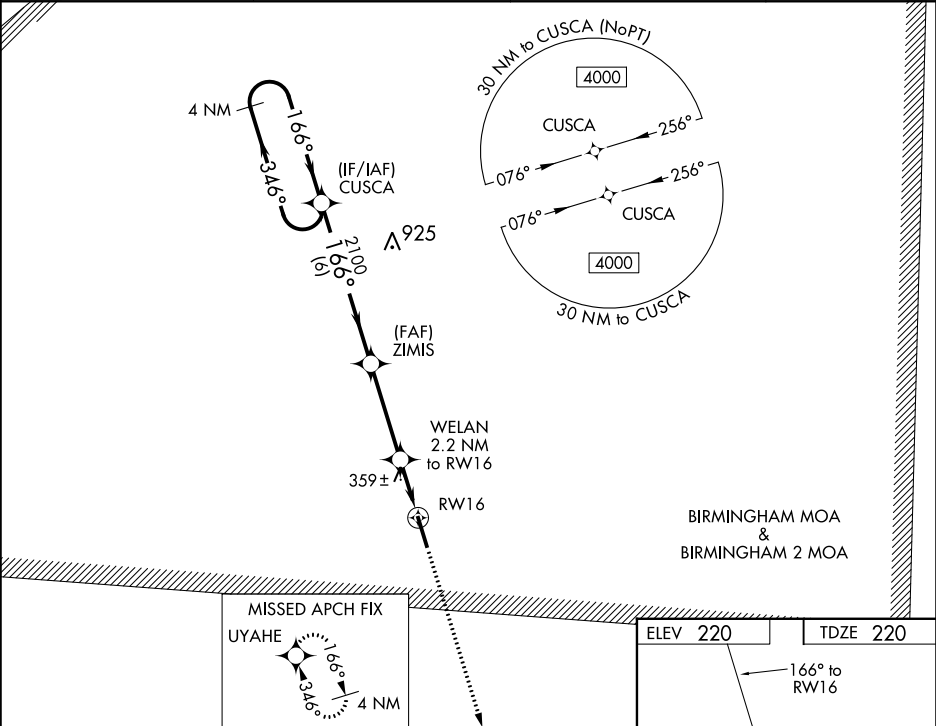 30 NM to CUSCA (NoPT)
4000
CUSCA
256°
076°
256°
076°
CUSCA
4000
30 NM to CUSCA
4 NM
166°
346°
(IF/IAF)
CUSCA
925
2100
166°
(6)
(FAF)
ZIMIS
WELAN
2.2 NM
to RW16
359±
RW16
BIRMINGHAM MOA
&
BIRMINGHAM 2 MOA
MISSED APCH FIX
UYAHE
166°
346°
4 NM
ELEV 220
TDZE 220
166° to
RW16